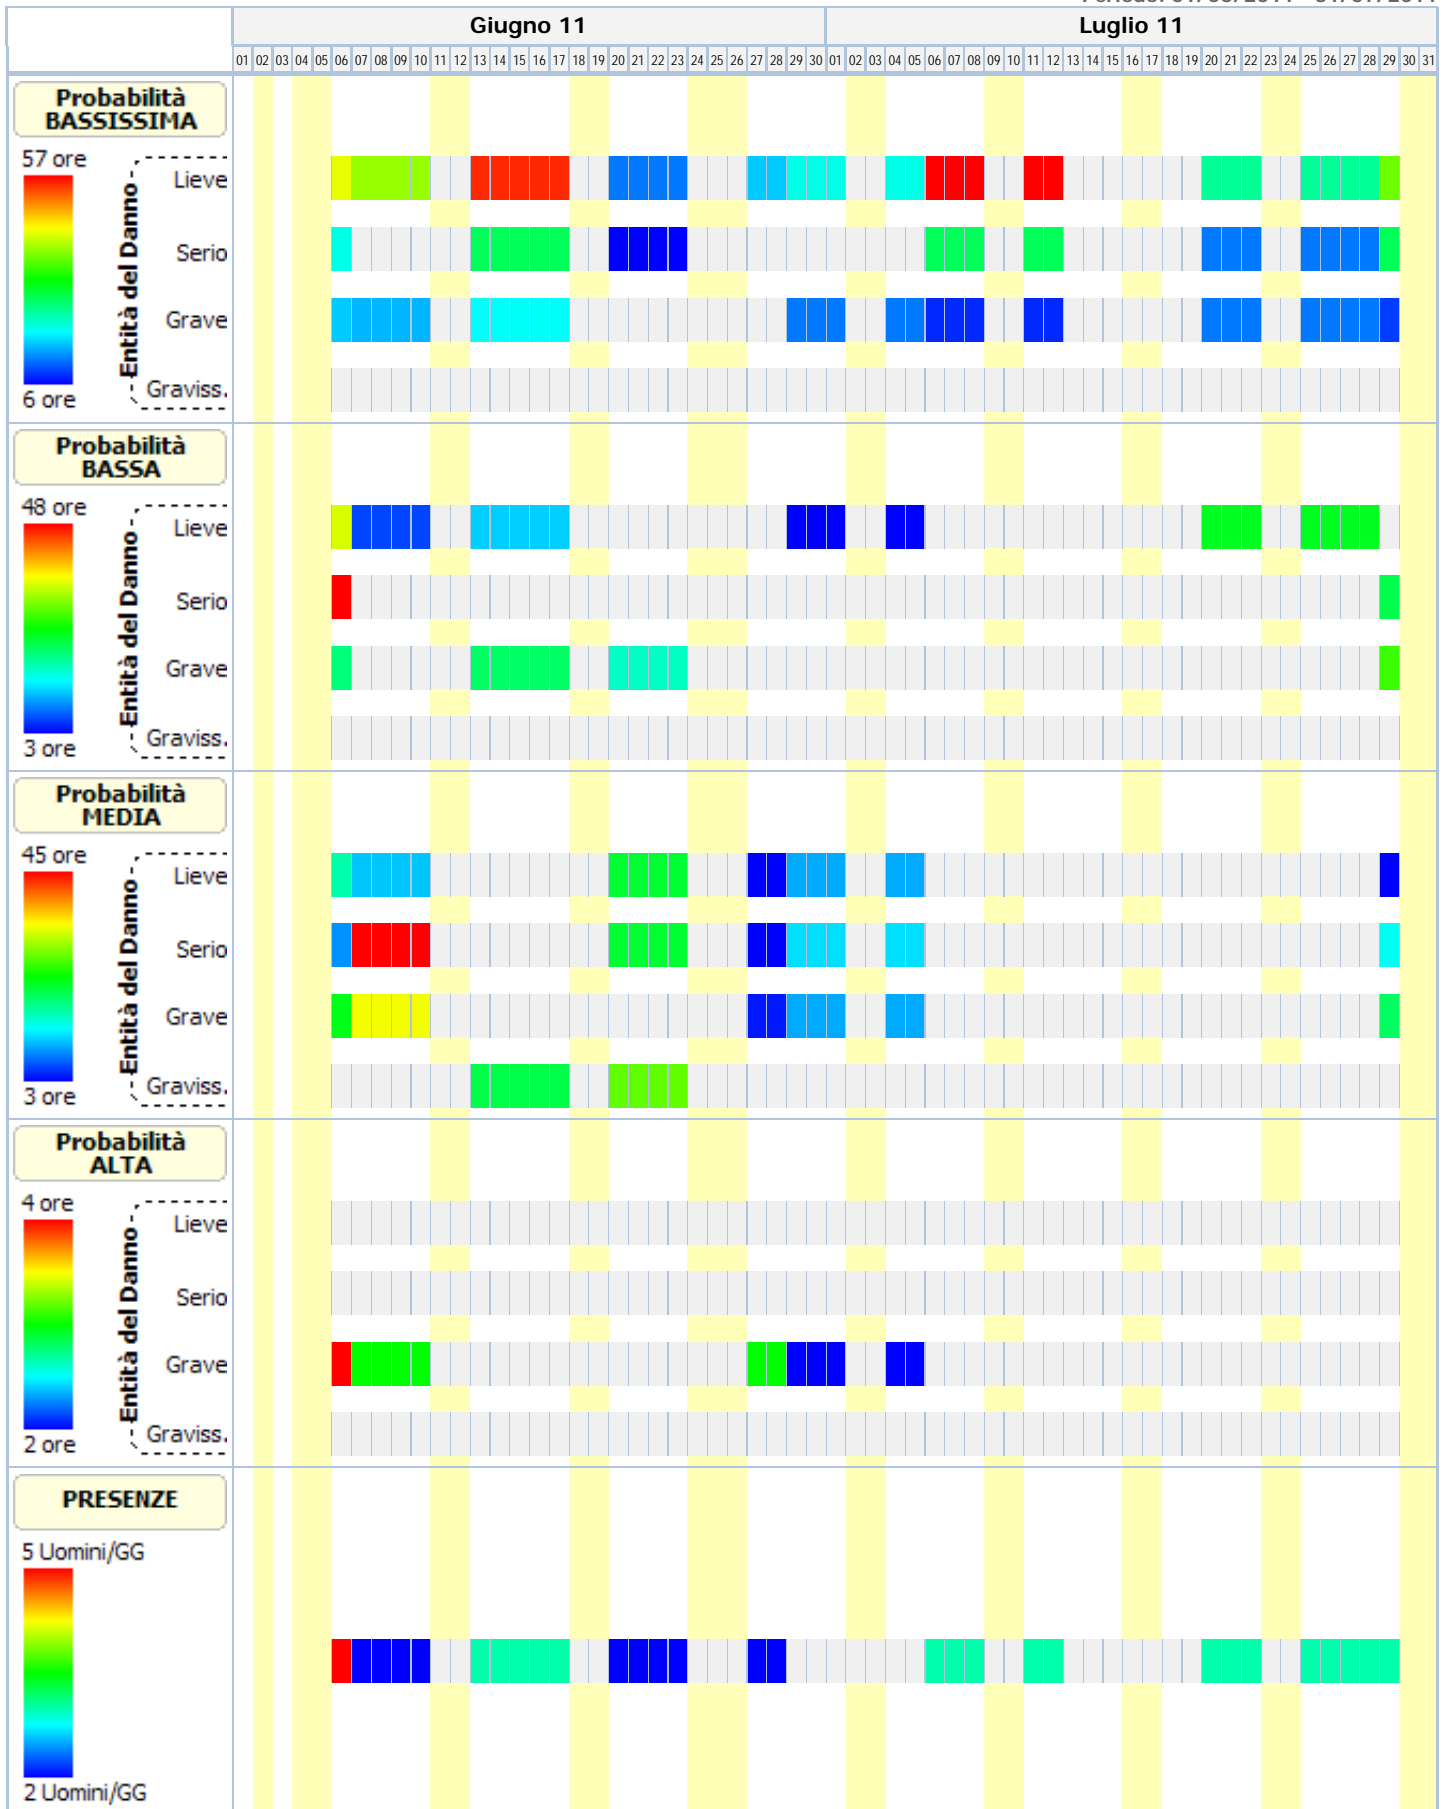 Giugno 11 Luglio 11
01 02 03 04 05 06 07 08 09 10 11 12 13 14 15 16 17 18 19 20 21 22 23 24 25 26 27 28 29 30 01 02 03 04 05 06 07 08 09 10 11 12 13 14 15 16 17 18 19 20 21 22 23 24 25 26 27 28 29 30 31
Probabilità
BASSISSIMA
57 ore
6 ore
Entità del Danno
Lieve
Serio
Grave
Graviss.
Probabilità
BASSA
48 ore
3 ore
Entità del Danno
Lieve
Serio
Grave
Graviss.
Probabilità
MEDIA
45 ore
3 ore
Entità del Danno
Lieve
Serio
Grave
Graviss.
Probabilità
ALTA
4 ore
2 ore
Entità del Danno
Lieve
Serio
Grave
Graviss.
PRESENZE
5 Uomini/GG
2 Uomini/GG